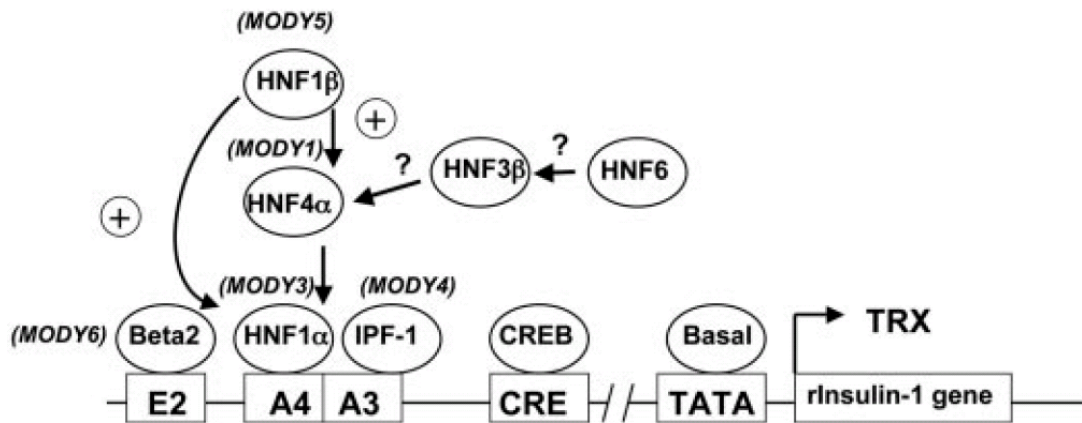 (MODY5)
HNF1β
+
(MODY1)
?
?
HNF3β
HNF6
HNF4α
+
(MODY3)
(MODY4)
(MODY6)
Beta2
HNF1α
IPF-1
CREB
Basal
TRX
E2
A4
A3
CRE
//
TATA
rInsulin-1 gene